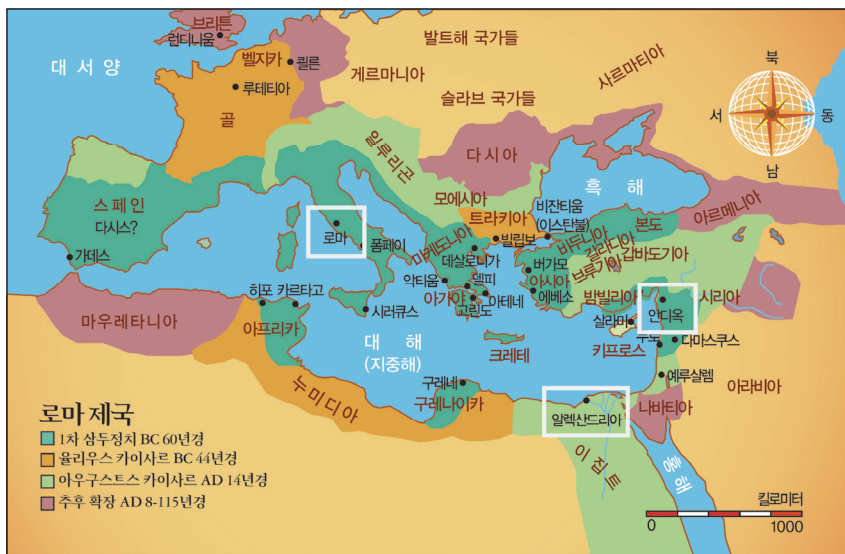 브리튼
런디니움
대 서 양
벨지카
쾰른
루테티아
골
발트해 국가들
게르마니아
슬라브 국가들
사르마티아
북
서
동
남
일루리곤
다시아
모에시아
흑 해
스페인
다시스?
가데스
로마
폼페이
마케도니아
트라키아
빌립보
비잔티움
(이스탄불)
비두니아
본도
아르메니아
갈라디아
갑바도기아
브루기아
데살로니가
버가모
아시아
에베소
악티움
델피
아가야
아테네
고린도
밤빌리아
안디옥
시리아
살라미
키프로스
두로
다마스쿠스
히포 카르타고
시러큐스
마우레타니아
아프리카
대 해
(지중해)
크레테
예루살렘
아라비아
누미디아
구레네
구레나이카
알렉산드리아
나바티아
이 집 트
홍 해
로마 제국
1차 삼두정치 BC 60년경
율리우스 카이사르 BC 44년경
아우구스투스 카이사르 AD 14년경
추후 확장 AD 8-115년경
킬로미터
0 1000